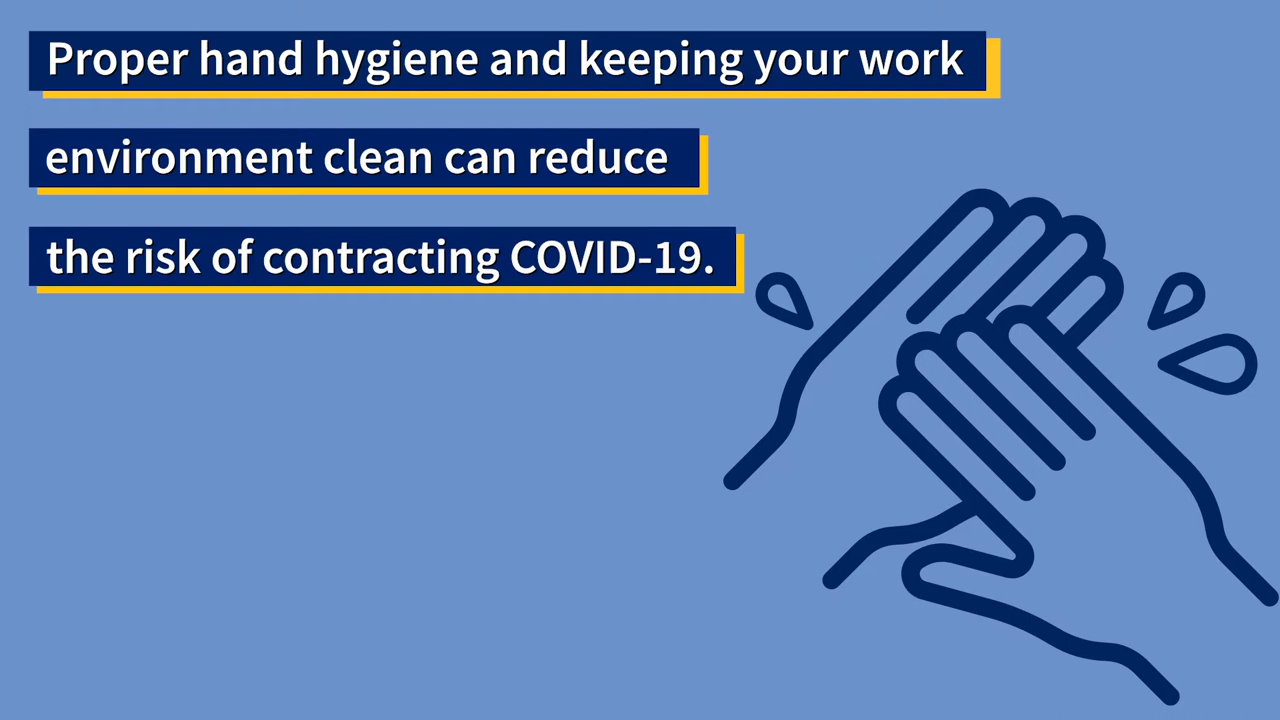 Proper hand hygiene and keeping your work
environment clean can reduce
the risk of contracting COVID-19.